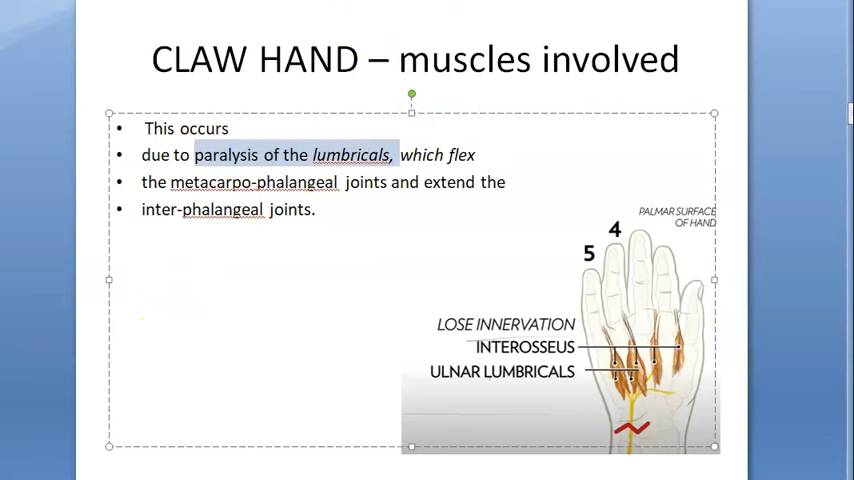 CLAW HAND – muscles involved
• This occurs
• due to paralysis of the lumbricals, which flex
• the metacarpo-phalangeal joints and extend the
• inter-phalangeal joints.
PALMAR SURFACE
OF HAND
4
5
LOSE INNERVATION
INTEROSSEUS
ULNAR LUMBRICALS